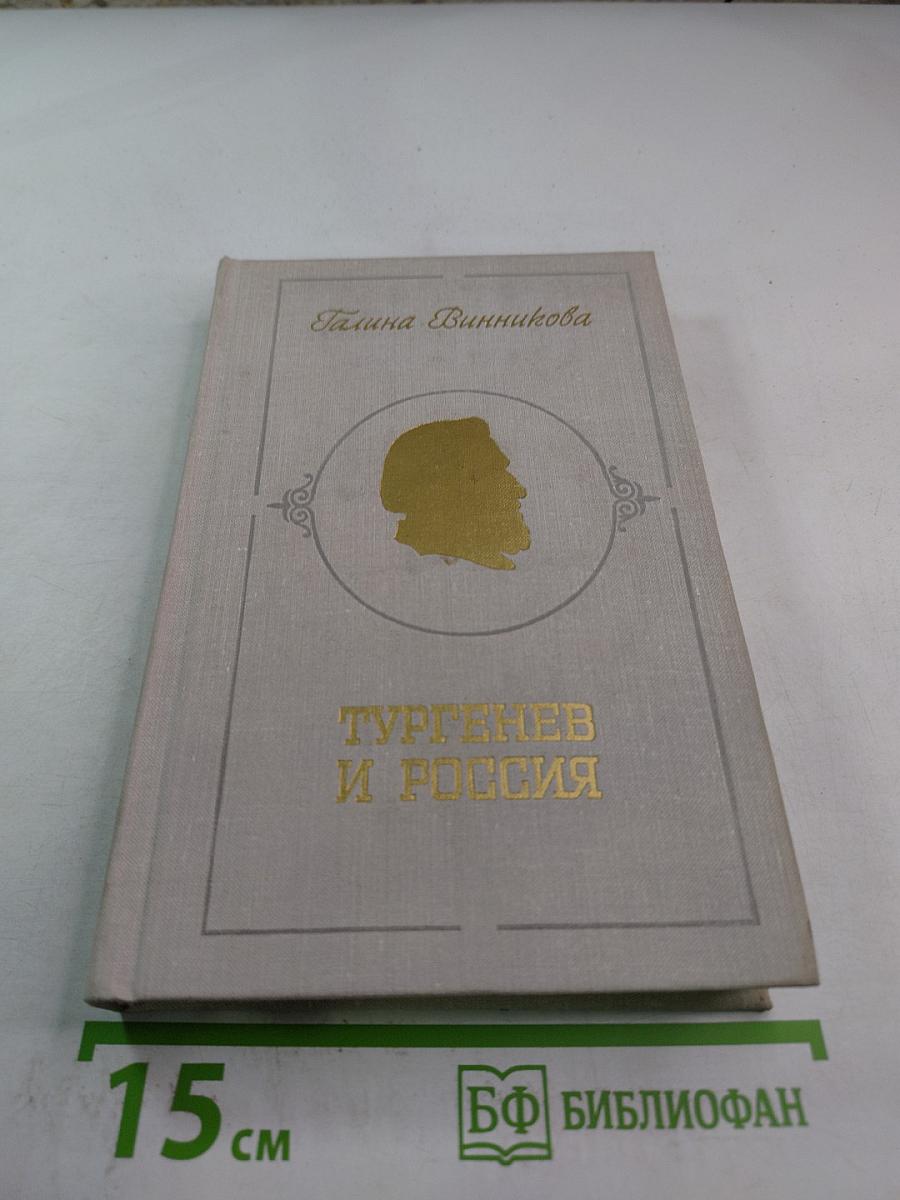 Галина Винникова
ТУРГЕНЕВ
И РОССИЯ
15 см
БФ БИБЛИОФАН